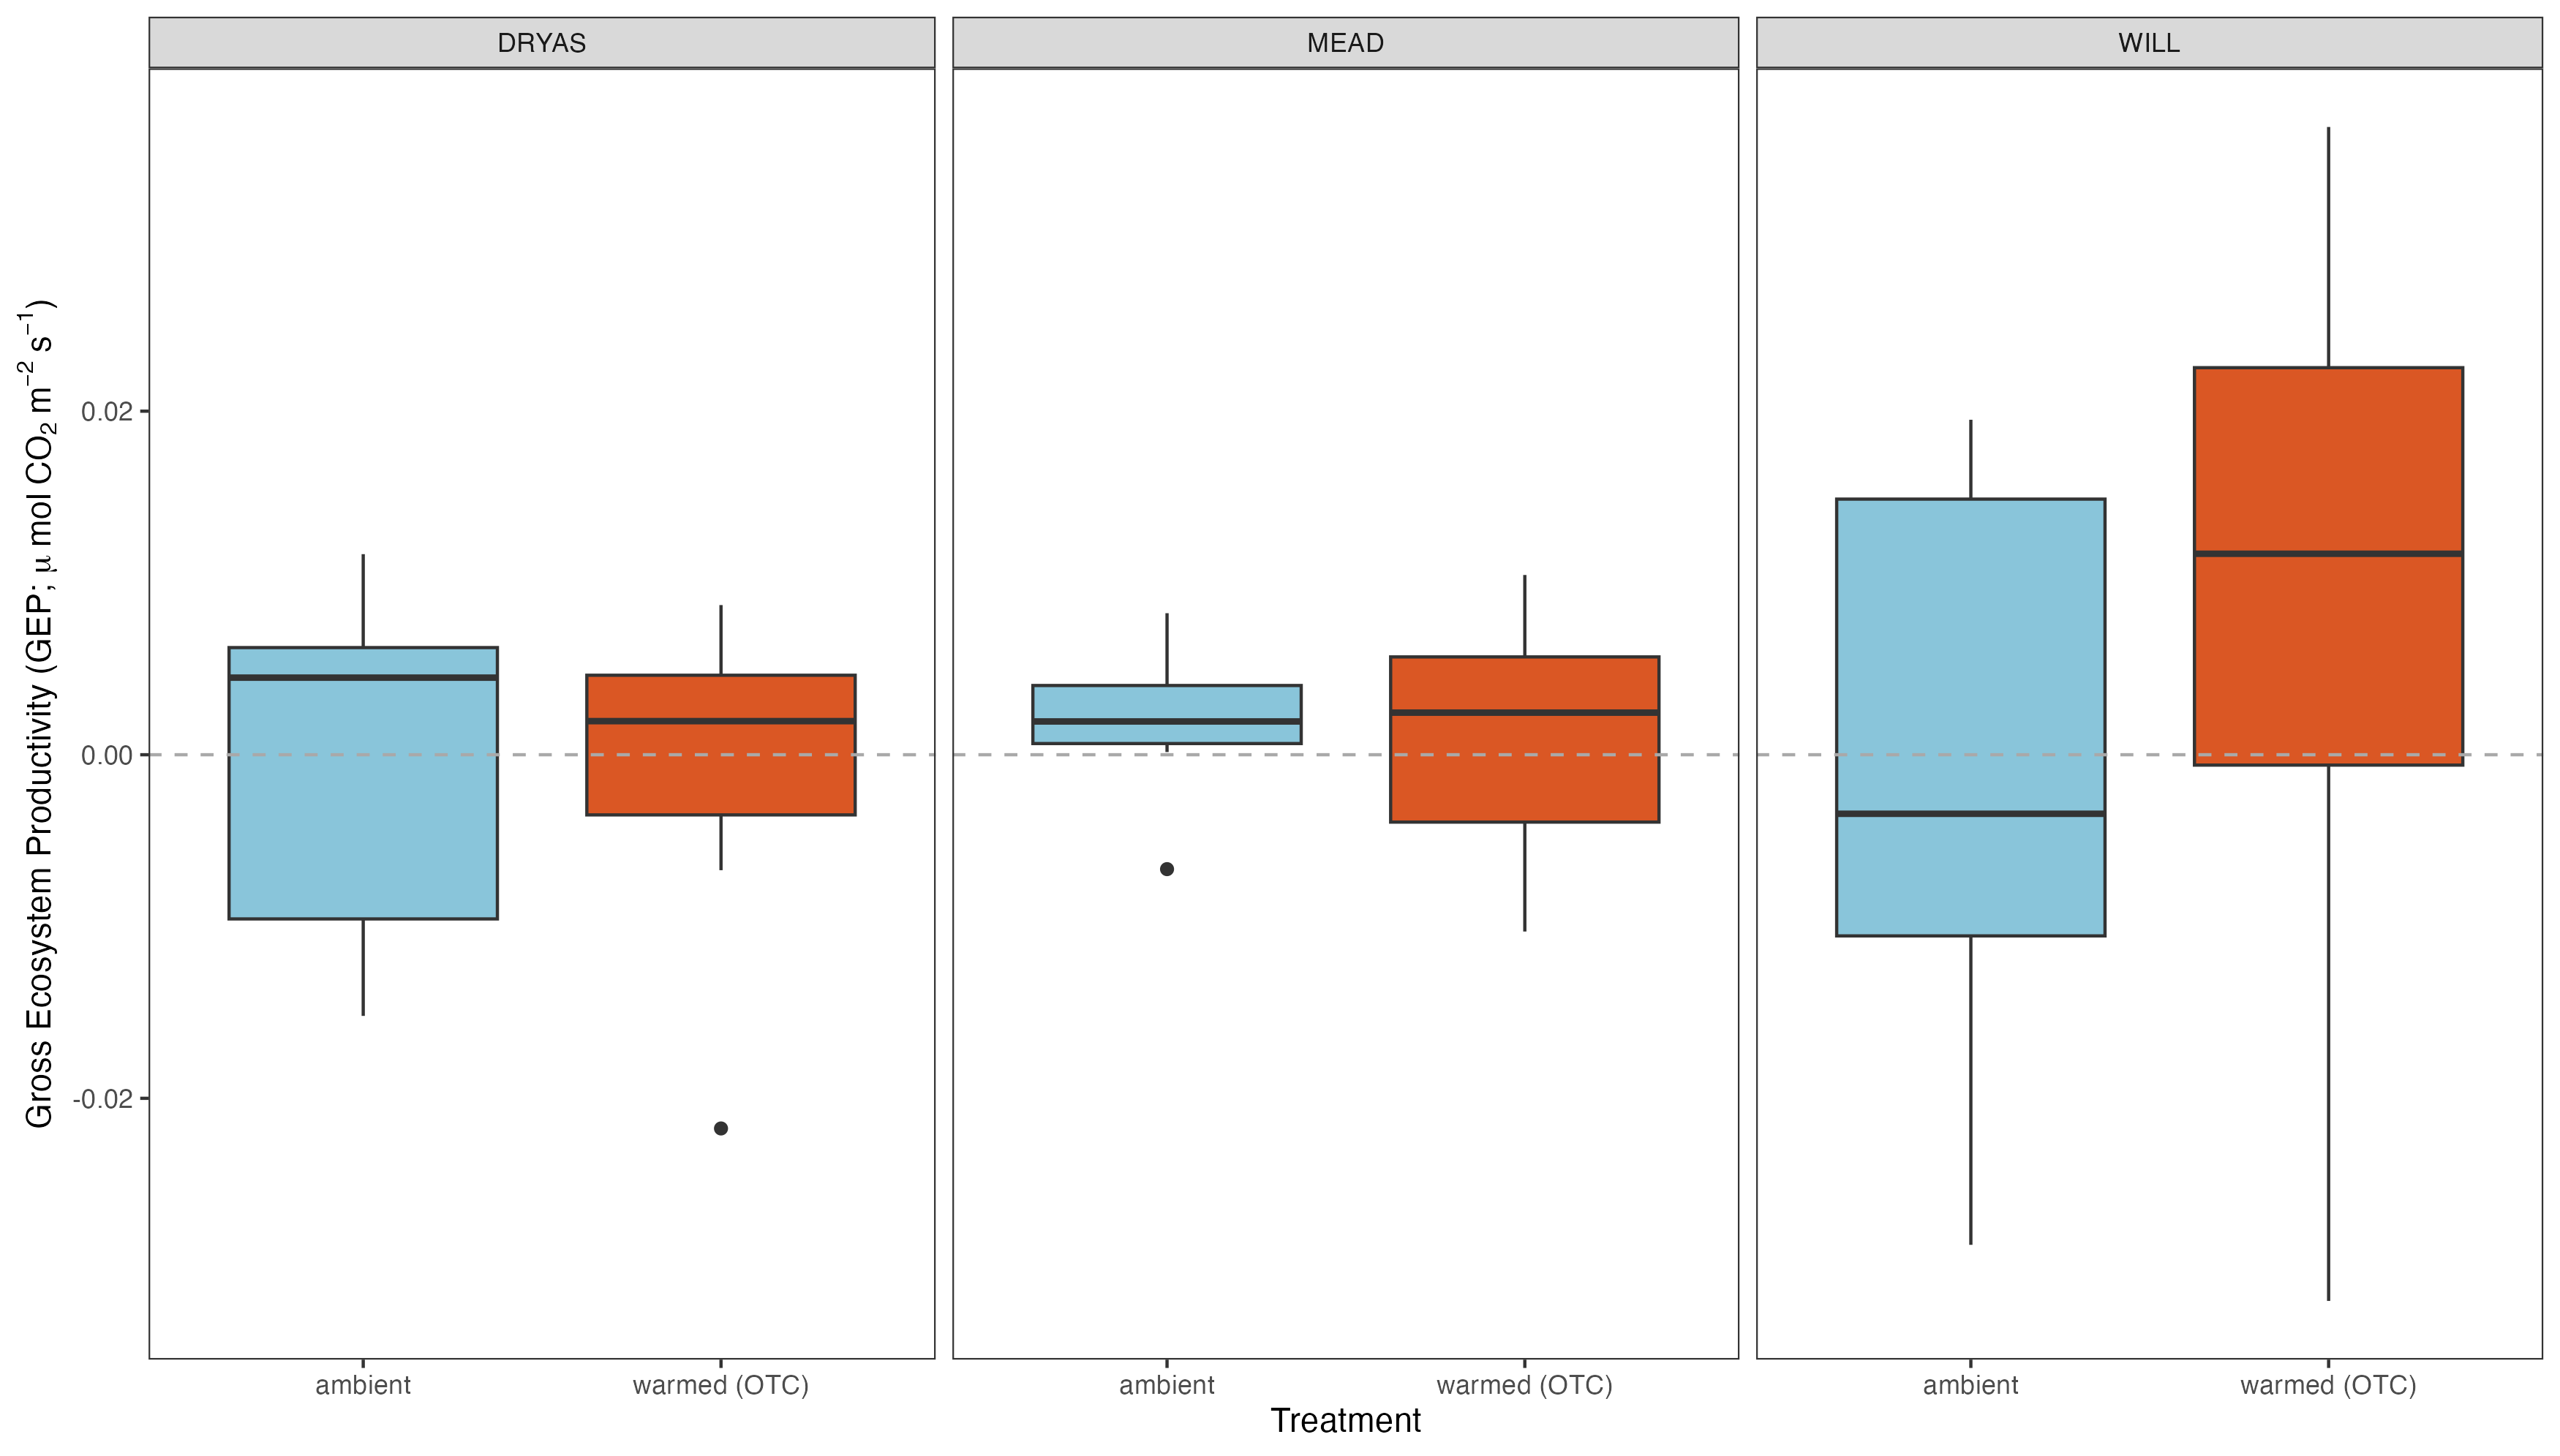 DRYAS
MEAD
WILL
Gross Ecosystem Productivity (GEP; μ mol CO₂ m⁻² s⁻¹)
0.02
0.00
-0.02
ambient
warmed (OTC)
ambient
warmed (OTC)
ambient
warmed (OTC)
Treatment